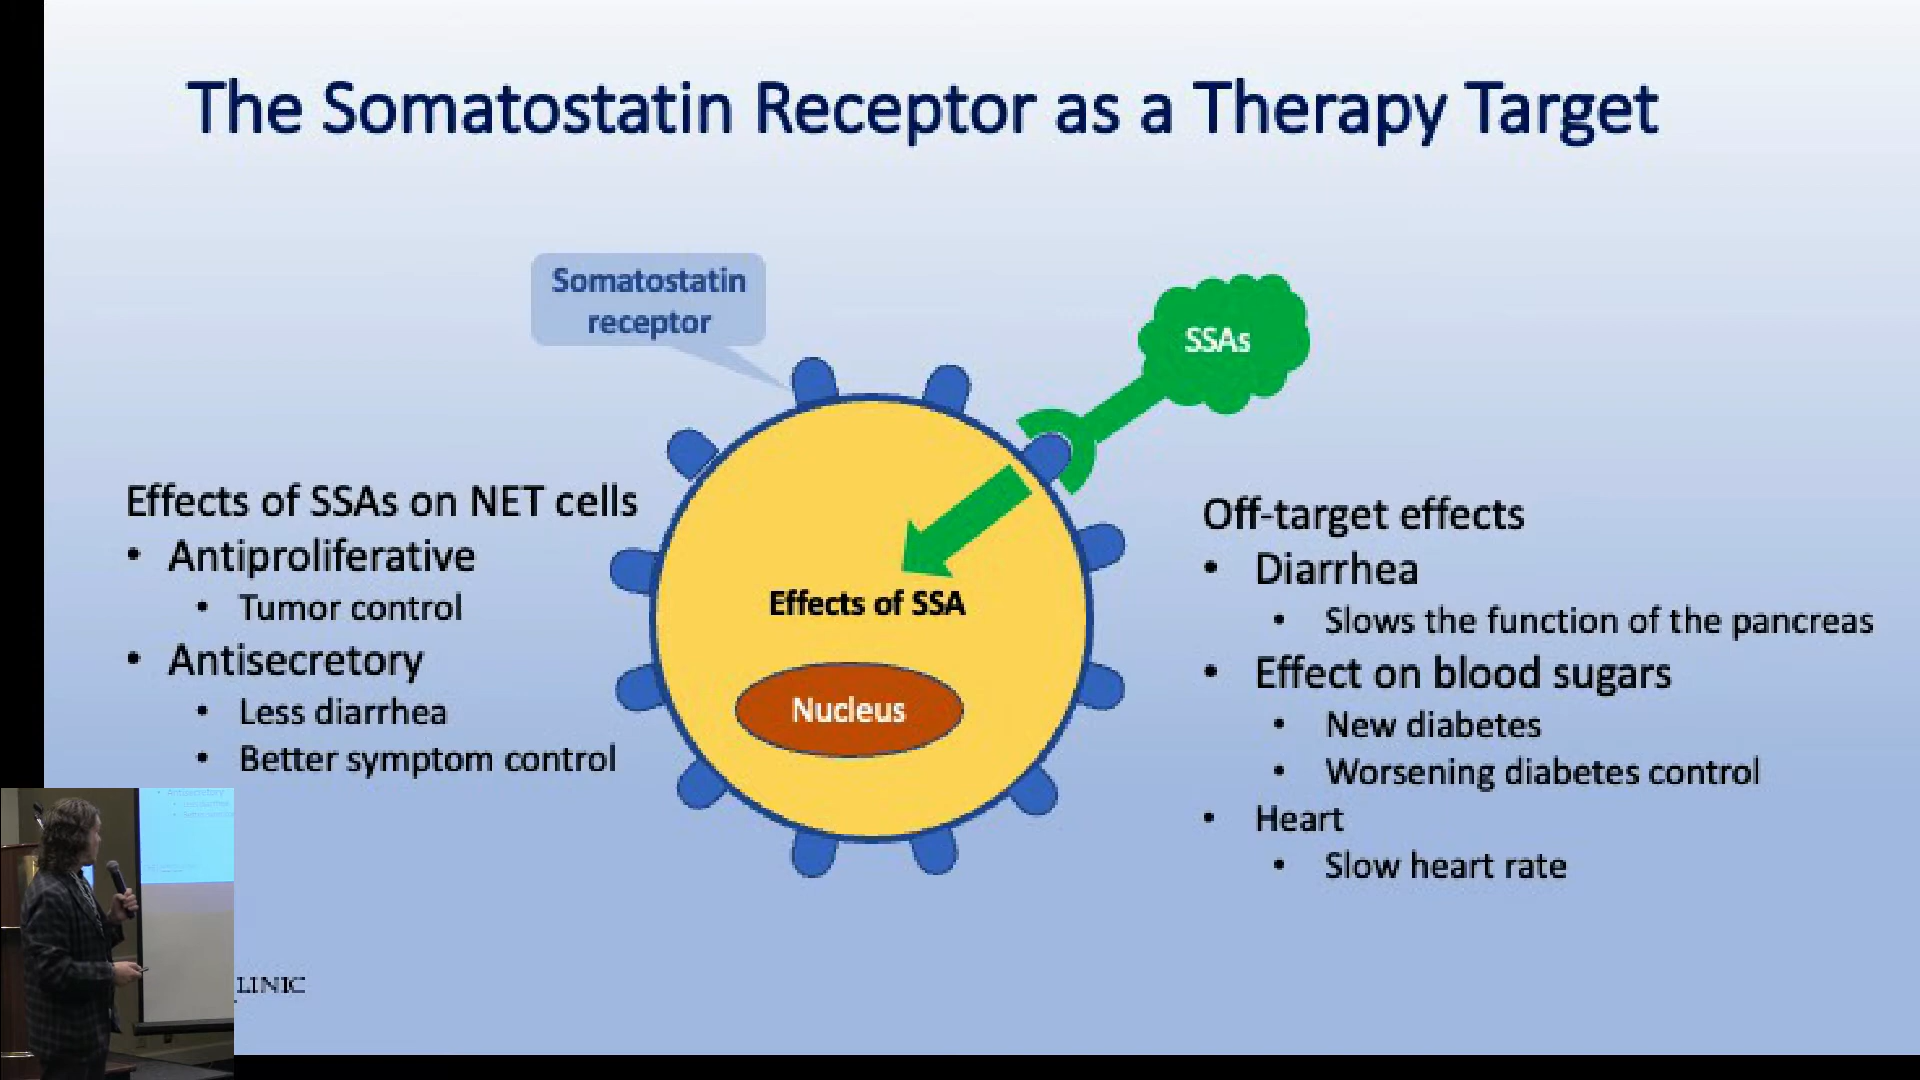 The Somatostatin Receptor as a Therapy Target
Somatostatin
receptor
SSAs
Effects of SSAs on NET cells
• Antiproliferative
• Tumor control
• Antisecretory
• Less diarrhea
• Better symptom control
Effects of SSA
Nucleus
Off-target effects
• Diarrhea
• Slows the function of the pancreas
• Effect on blood sugars
• New diabetes
• Worsening diabetes control
• Heart
• Slow heart rate
LINIC